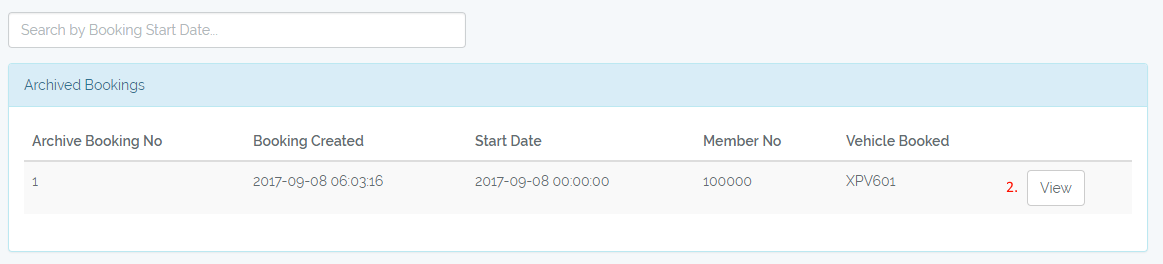 Search by Booking Start Date...
Archived Bookings
Archive Booking No Booking Created Start Date Member No Vehicle Booked
1 2017-09-08 06:03:16 2017-09-08 00:00:00 100000 XPV601 2. View